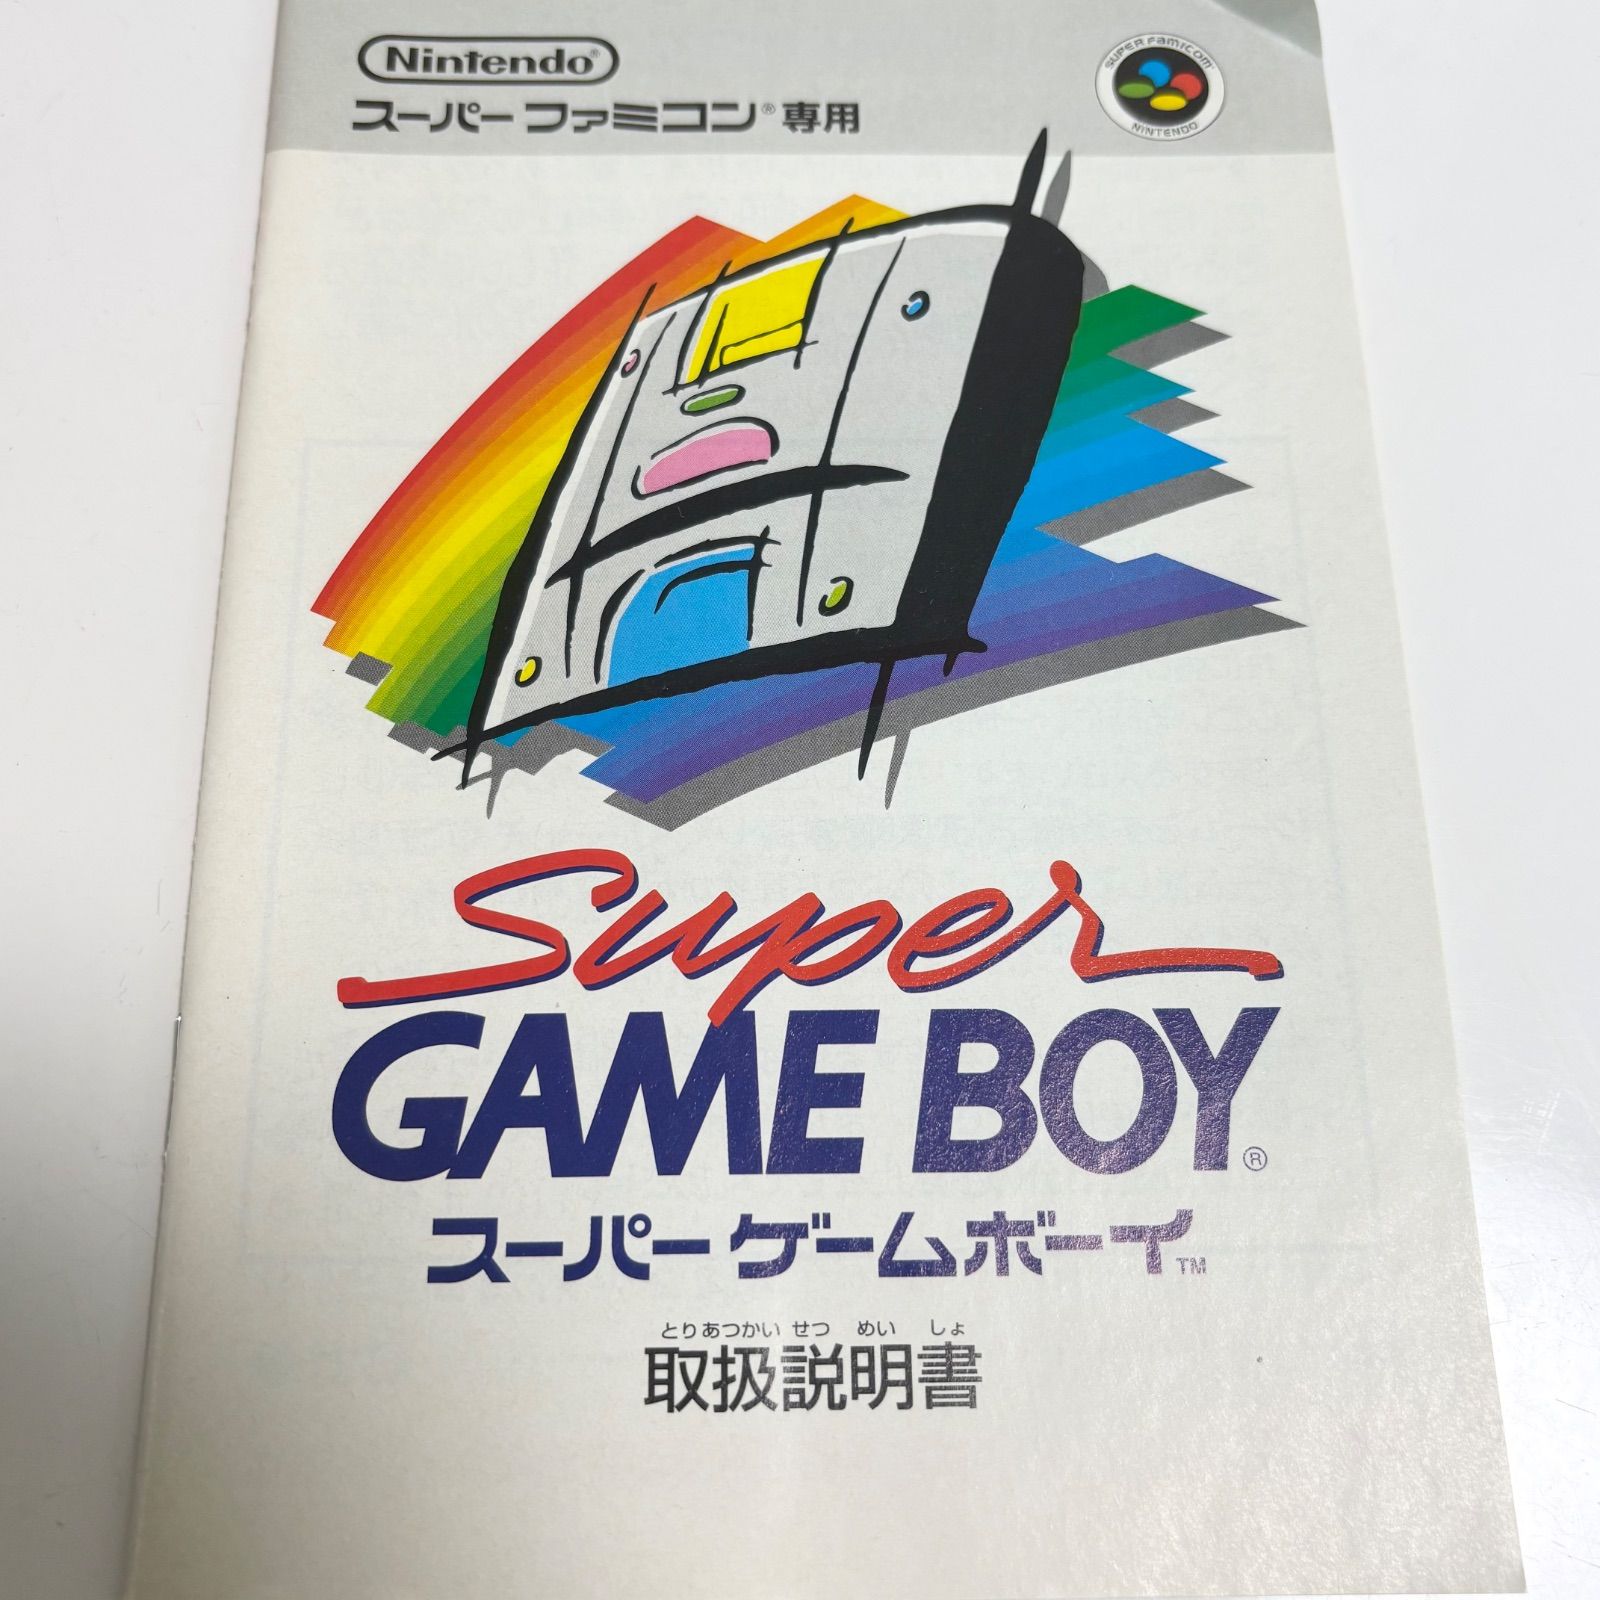 Nintendo®
SUPER FAMICOM
NINTENDO
スーパーファミコン®専用
Super
GAME BOY®
スーパーゲームボーイ™
とりあつかい せつ めい しょ
取扱説明書